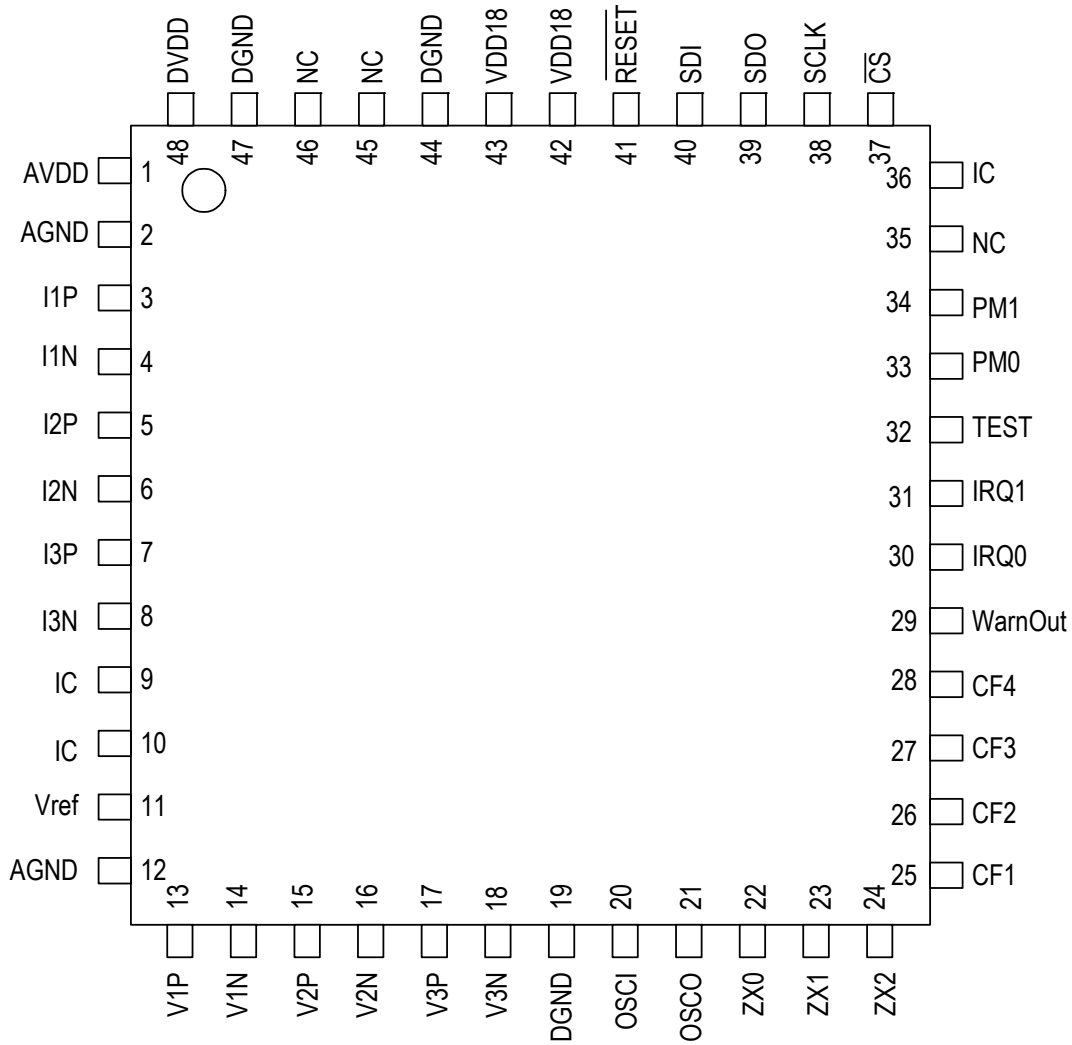 DVDD
DGND
NC
NC
DGND
VDD18
VDD18
RESET
SDI
SDO
SCLK
CS
48
47
46
45
44
43
42
41
40
39
38
37
AVDD 1
AGND 2
I1P 3
I1N 4
I2P 5
I2N 6
I3P 7
I3N 8
IC 9
IC 10
Vref 11
AGND 12
36 IC
35 NC
34 PM1
33 PM0
32 TEST
31 IRQ1
30 IRQ0
29 WarnOut
28 CF4
27 CF3
26 CF2
25 CF1
13
14
15
16
17
18
19
20
21
22
23
24
V1P
V1N
V2P
V2N
V3P
V3N
DGND
OSCI
OSCO
ZX0
ZX1
ZX2